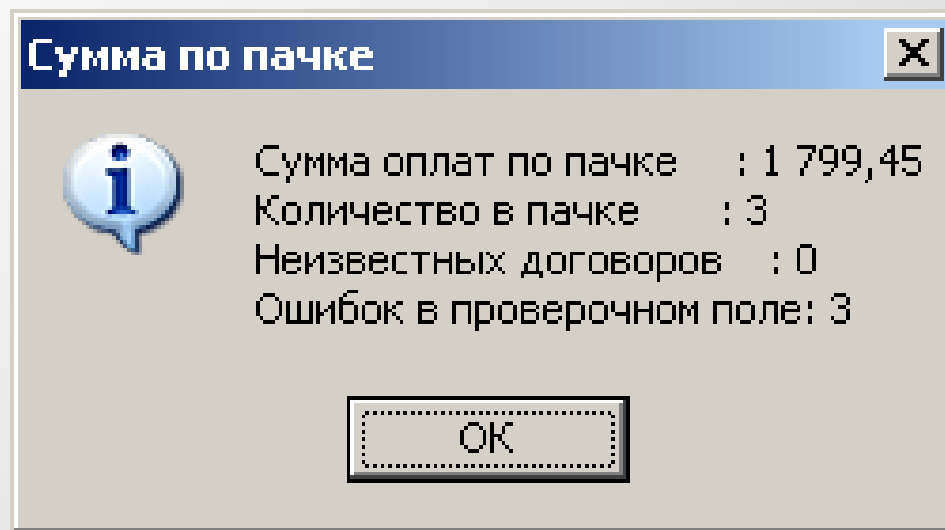 Сумма по пачке
Сумма оплат по пачке : 1 799,45
Количество в пачке : 3
Неизвестных договоров : 0
Ошибок в проверочном поле: 3
ОК